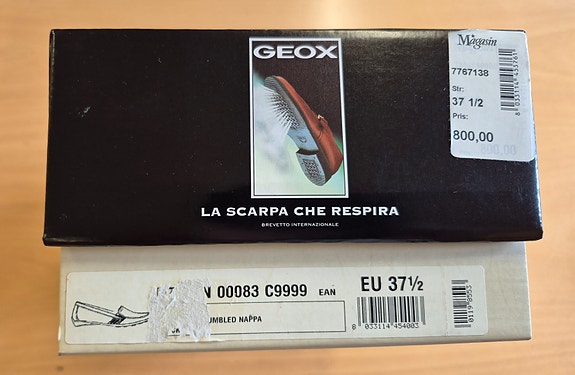 GEOX
LA SCARPA CHE RESPIRA
BREVETTO INTERNAZIONALE
Magasin
7767138
Str:
37 1/2
Pris:
800,00
N 00083 C9999 EAN
EU 37½
UMBLED NAPPA
8 033114 454003